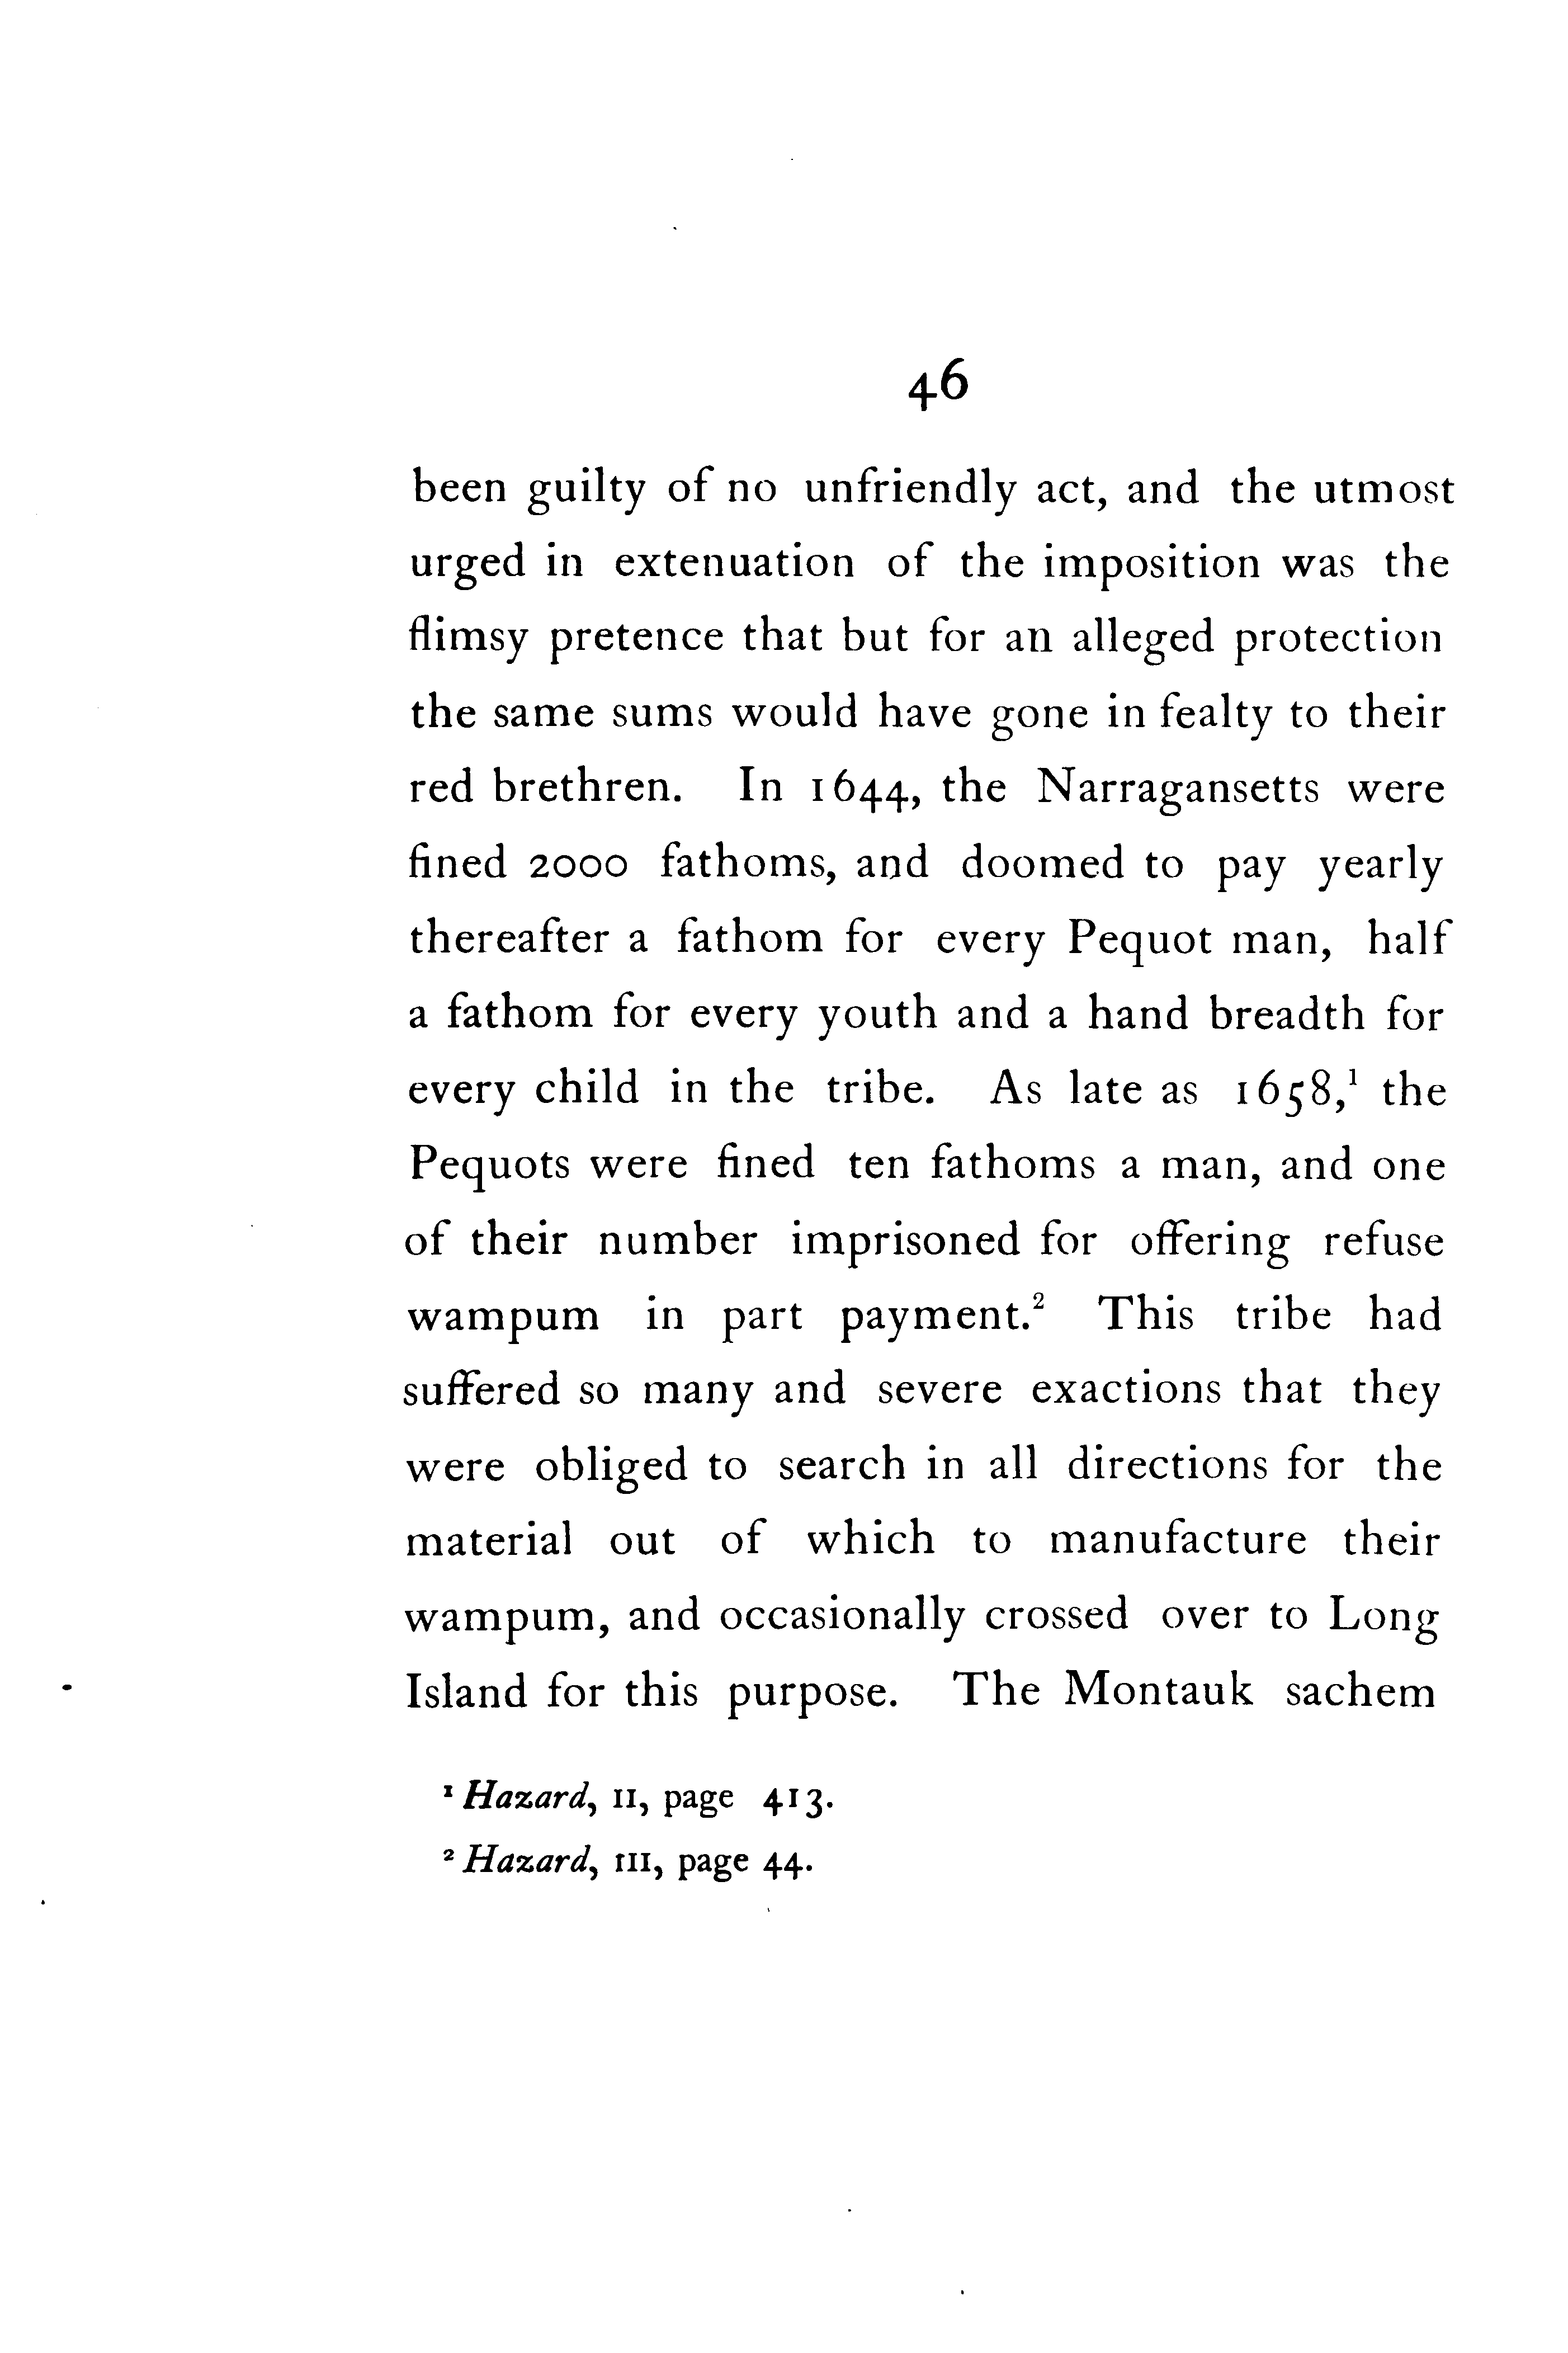 46
been guilty of no unfriendly act, and the utmost
urged in extenuation of the imposition was the
flimsy pretence that but for an alleged protection
the same sums would have gone in fealty to their
red brethren. In 1644, the Narragansetts were
fined 2000 fathoms, and doomed to pay yearly
thereafter a fathom for every Pequot man, half
a fathom for every youth and a hand breadth for
every child in the tribe. As late as 1658,¹ the
Pequots were fined ten fathoms a man, and one
of their number imprisoned for offering refuse
wampum in part payment.² This tribe had
suffered so many and severe exactions that they
were obliged to search in all directions for the
material out of which to manufacture their
wampum, and occasionally crossed over to Long
Island for this purpose. The Montauk sachem
¹ Hazard, II, page 413.
² Hazard, III, page 44.